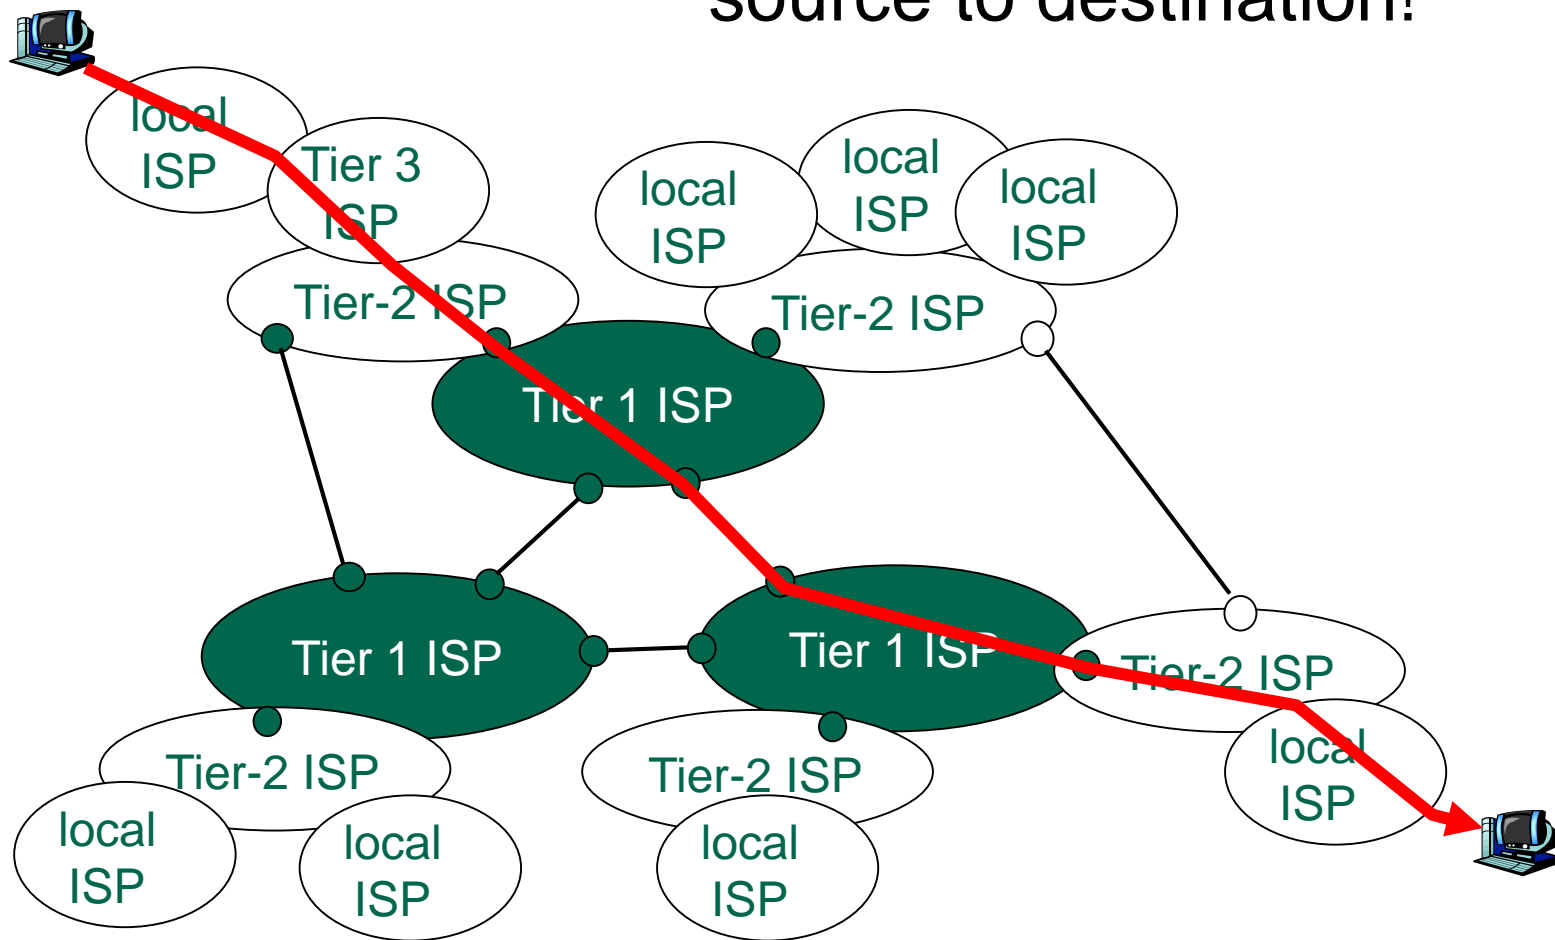 source to destination!
local
ISP
Tier 3
ISP
local
ISP
local
ISP
local
ISP
Tier-2 ISP
Tier-2 ISP
Tier 1 ISP
Tier 1 ISP
Tier 1 ISP
Tier-2 ISP
local
ISP
Tier-2 ISP
Tier-2 ISP
local
ISP
local
ISP
local
ISP